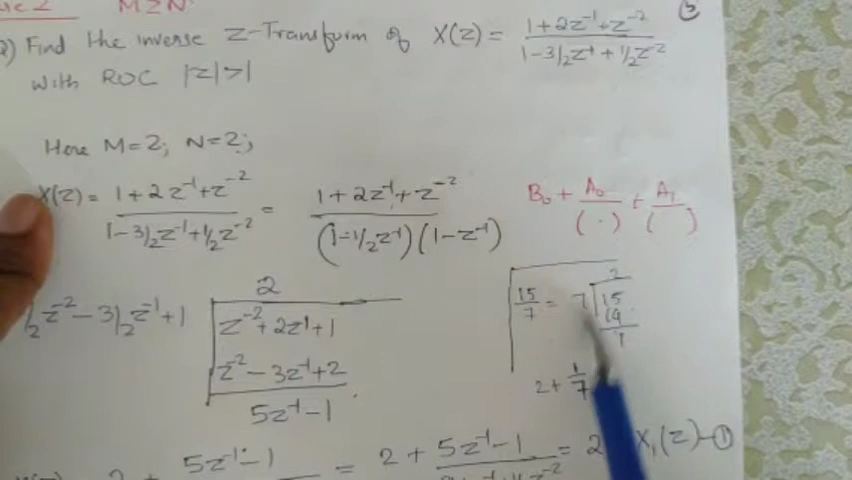 M≥N
2) Find the inverse Z-Transform of X(z) = (1+2z⁻¹+z⁻²)/(1-3/2z⁻¹+1/2z⁻²)
with ROC |z|>1
Here M=2; N=2;
X(z) = (1+2z⁻¹+z⁻²)/(1-3/2z⁻¹+1/2z⁻²) = (1+2z⁻¹+z⁻²)/((1-1/2z⁻¹)(1-z⁻¹))
B₀ + A₀/( · ) + A₁/( )
2
1/2z⁻²-3/2z⁻¹+1 z⁻²+2z⁻¹+1
z⁻²-3z⁻¹+2
5z⁻¹-1
2
15/7 = 7 15
14
1
2+1/7
2 + 5z⁻¹-1 = 2 + 5z⁻¹-1 = 2 X₁(z)-①